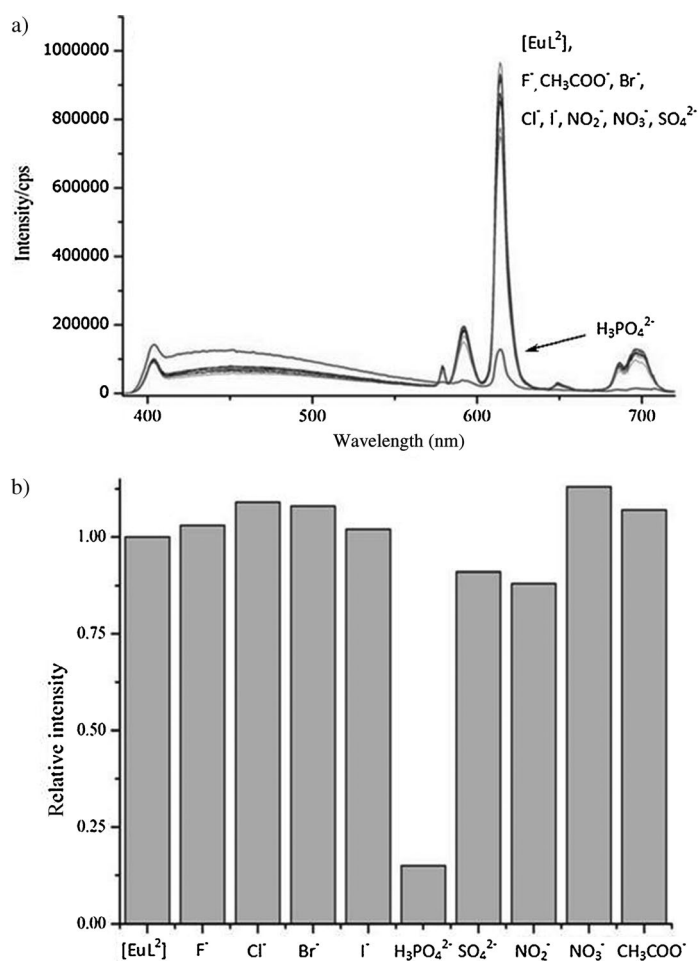 a)
[EuL²],
F⁻, CH₃COO⁻, Br⁻,
Cl⁻, I⁻, NO₂⁻, NO₃⁻, SO₄²⁻
H₃PO₄²⁻
Intensity/cps
1000000
800000
600000
400000
200000
0
400 500 600 700
Wavelength (nm)
b)
Relative intensity
1.00
0.75
0.50
0.25
0.00
[EuL²] F⁻ Cl⁻ Br⁻ I⁻ H₃PO₄²⁻ SO₄²⁻ NO₂⁻ NO₃⁻ CH₃COO⁻